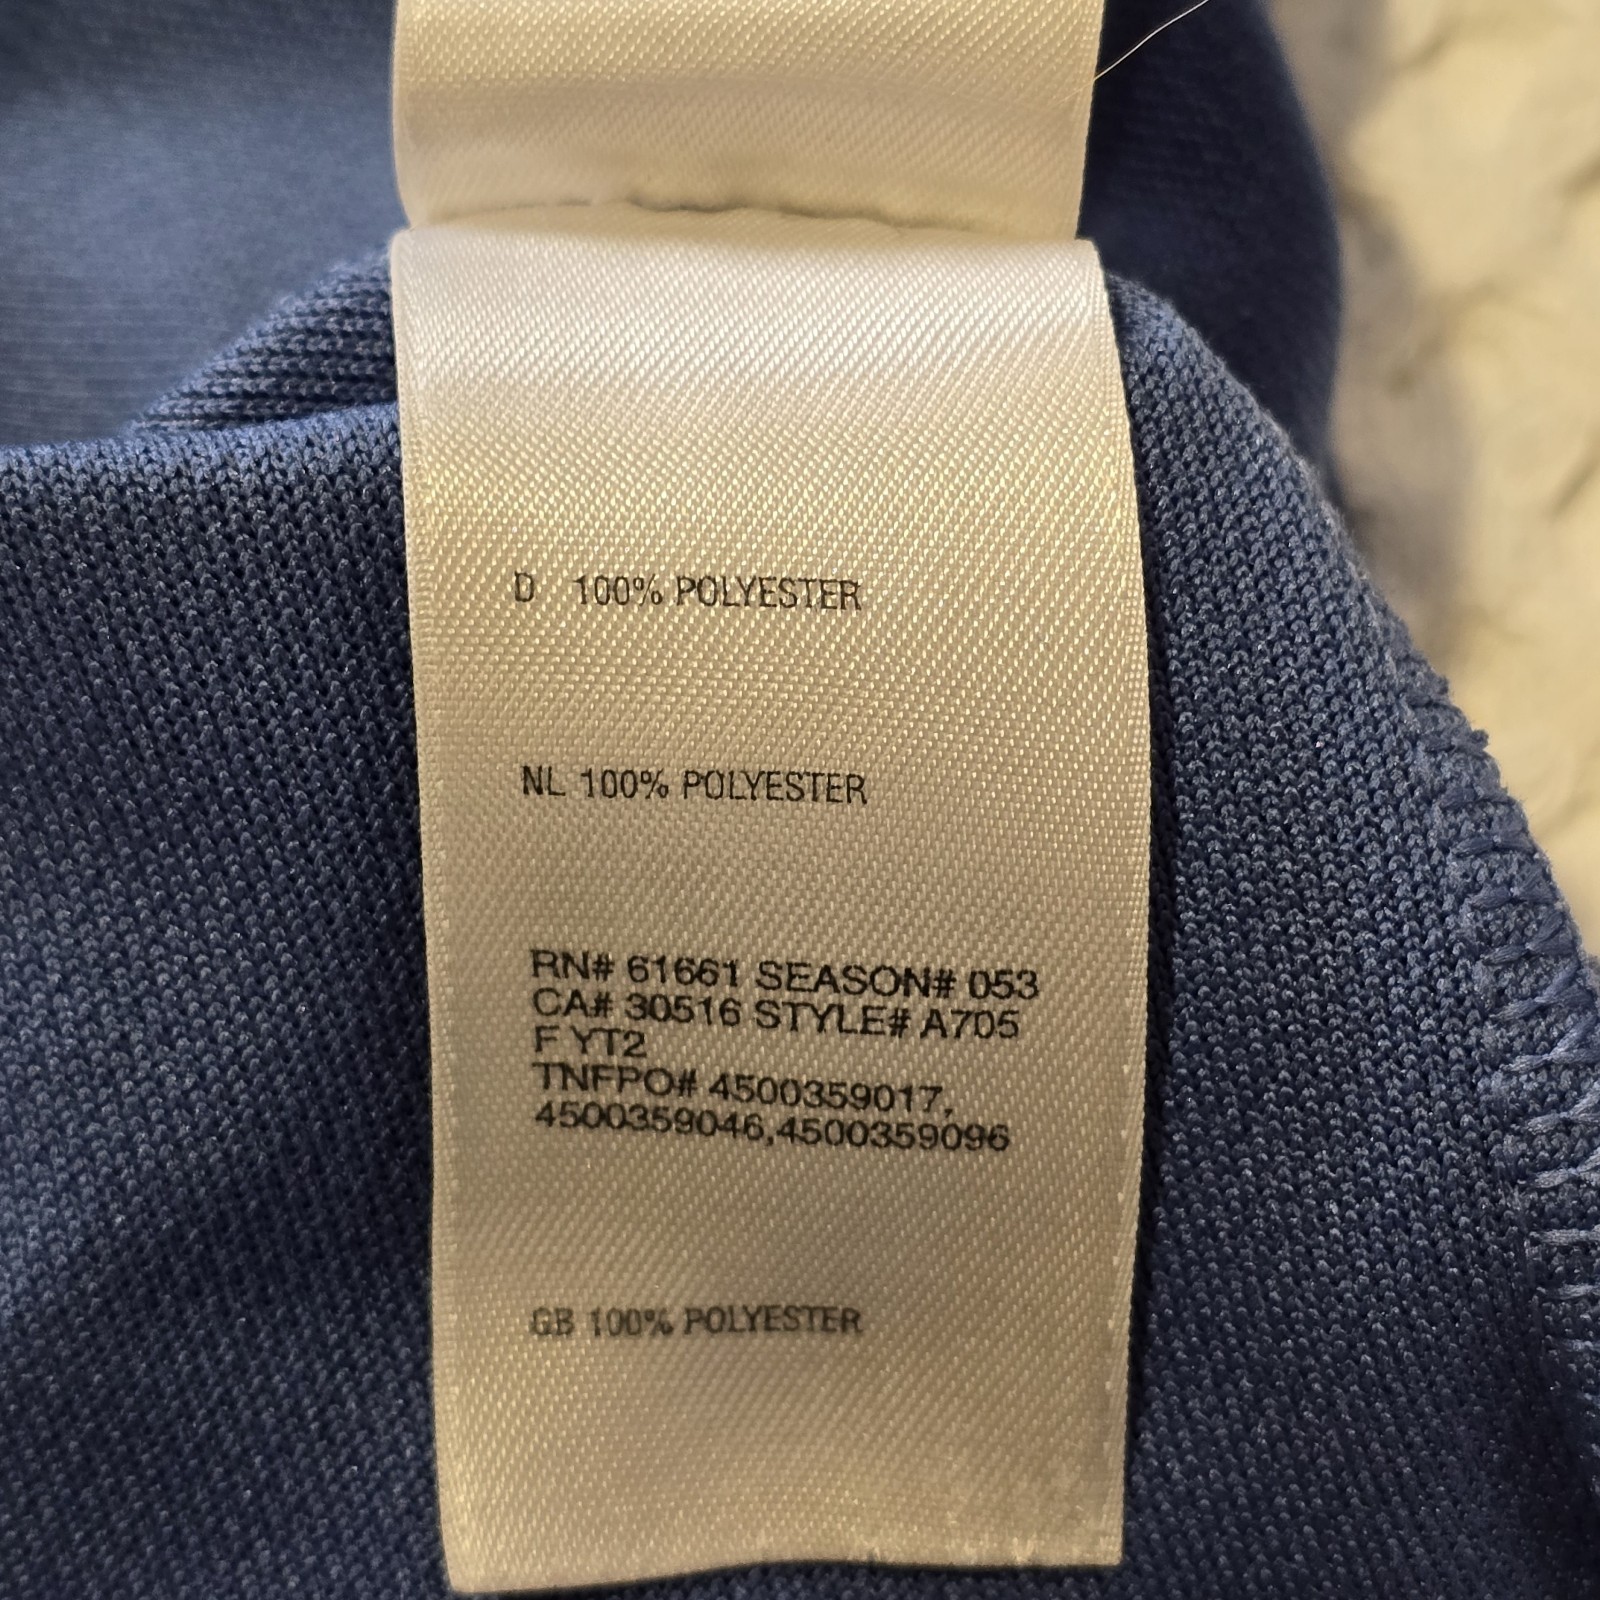 D 100% POLYESTER
NL 100% POLYESTER
RN# 61661 SEASON# 053
CA# 30516 STYLE# A705
F YT2
TNFPO# 4500359017,
4500359046,4500359096
GB 100% POLYESTER